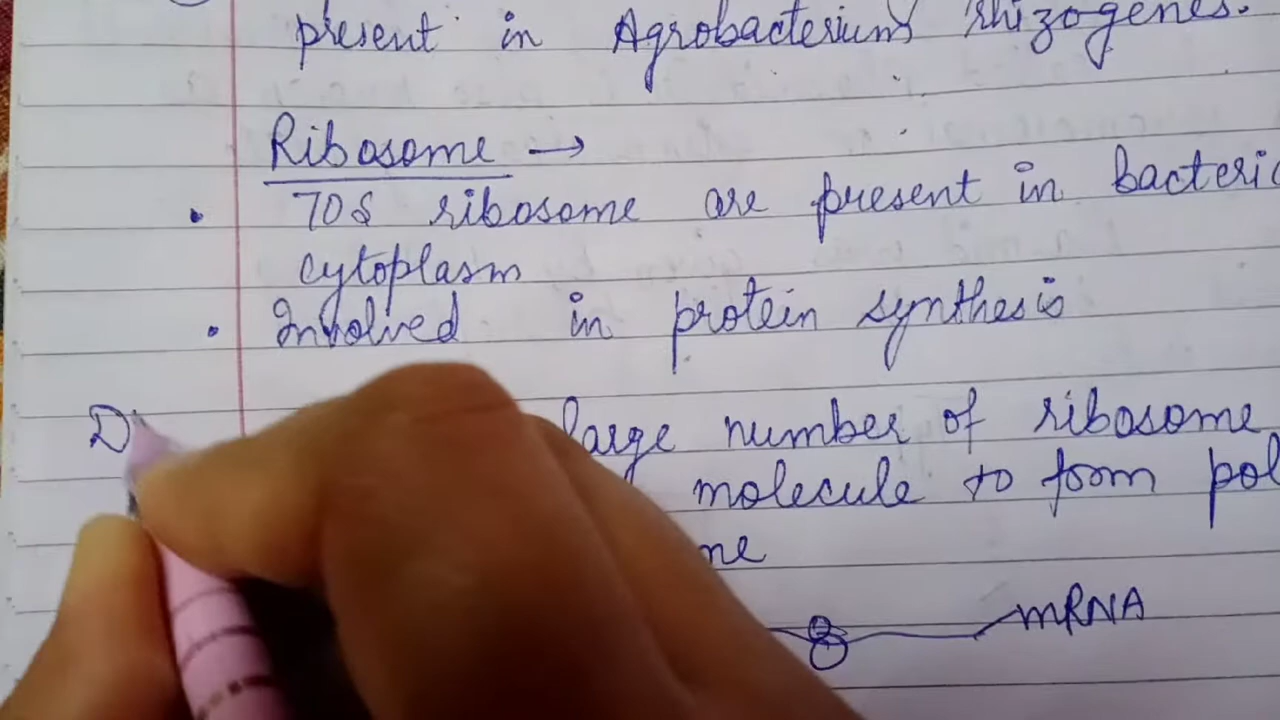 present in Agrobacterium rhizogenes.
Ribosome →
• 70S ribosome are present in bacteri
cytoplasm
• Involved in protein synthesis
D
large number of ribosome
molecule to form pol
me
mRNA